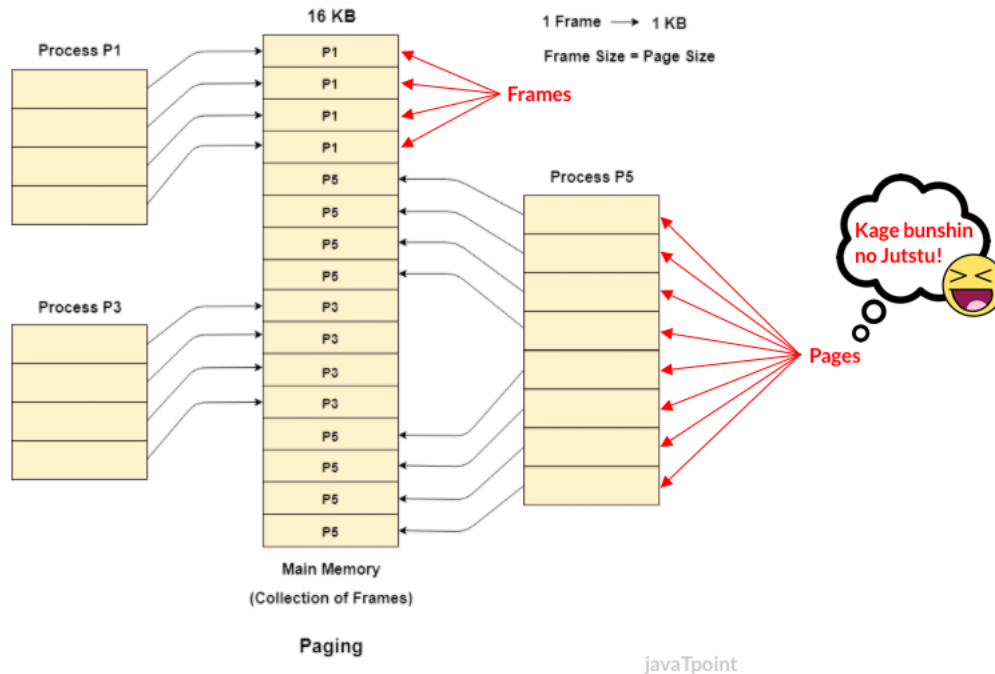 16 KB
1 Frame → 1 KB
Frame Size = Page Size
Process P1
P1
P1
P1
P1
Frames
P5
P5
P5
P5
Process P5
Kage bunshin
no Jutstu!
Process P3
P3
P3
P3
P3
Pages
P5
P5
P5
P5
Main Memory
(Collection of Frames)
Paging
javaTpoint